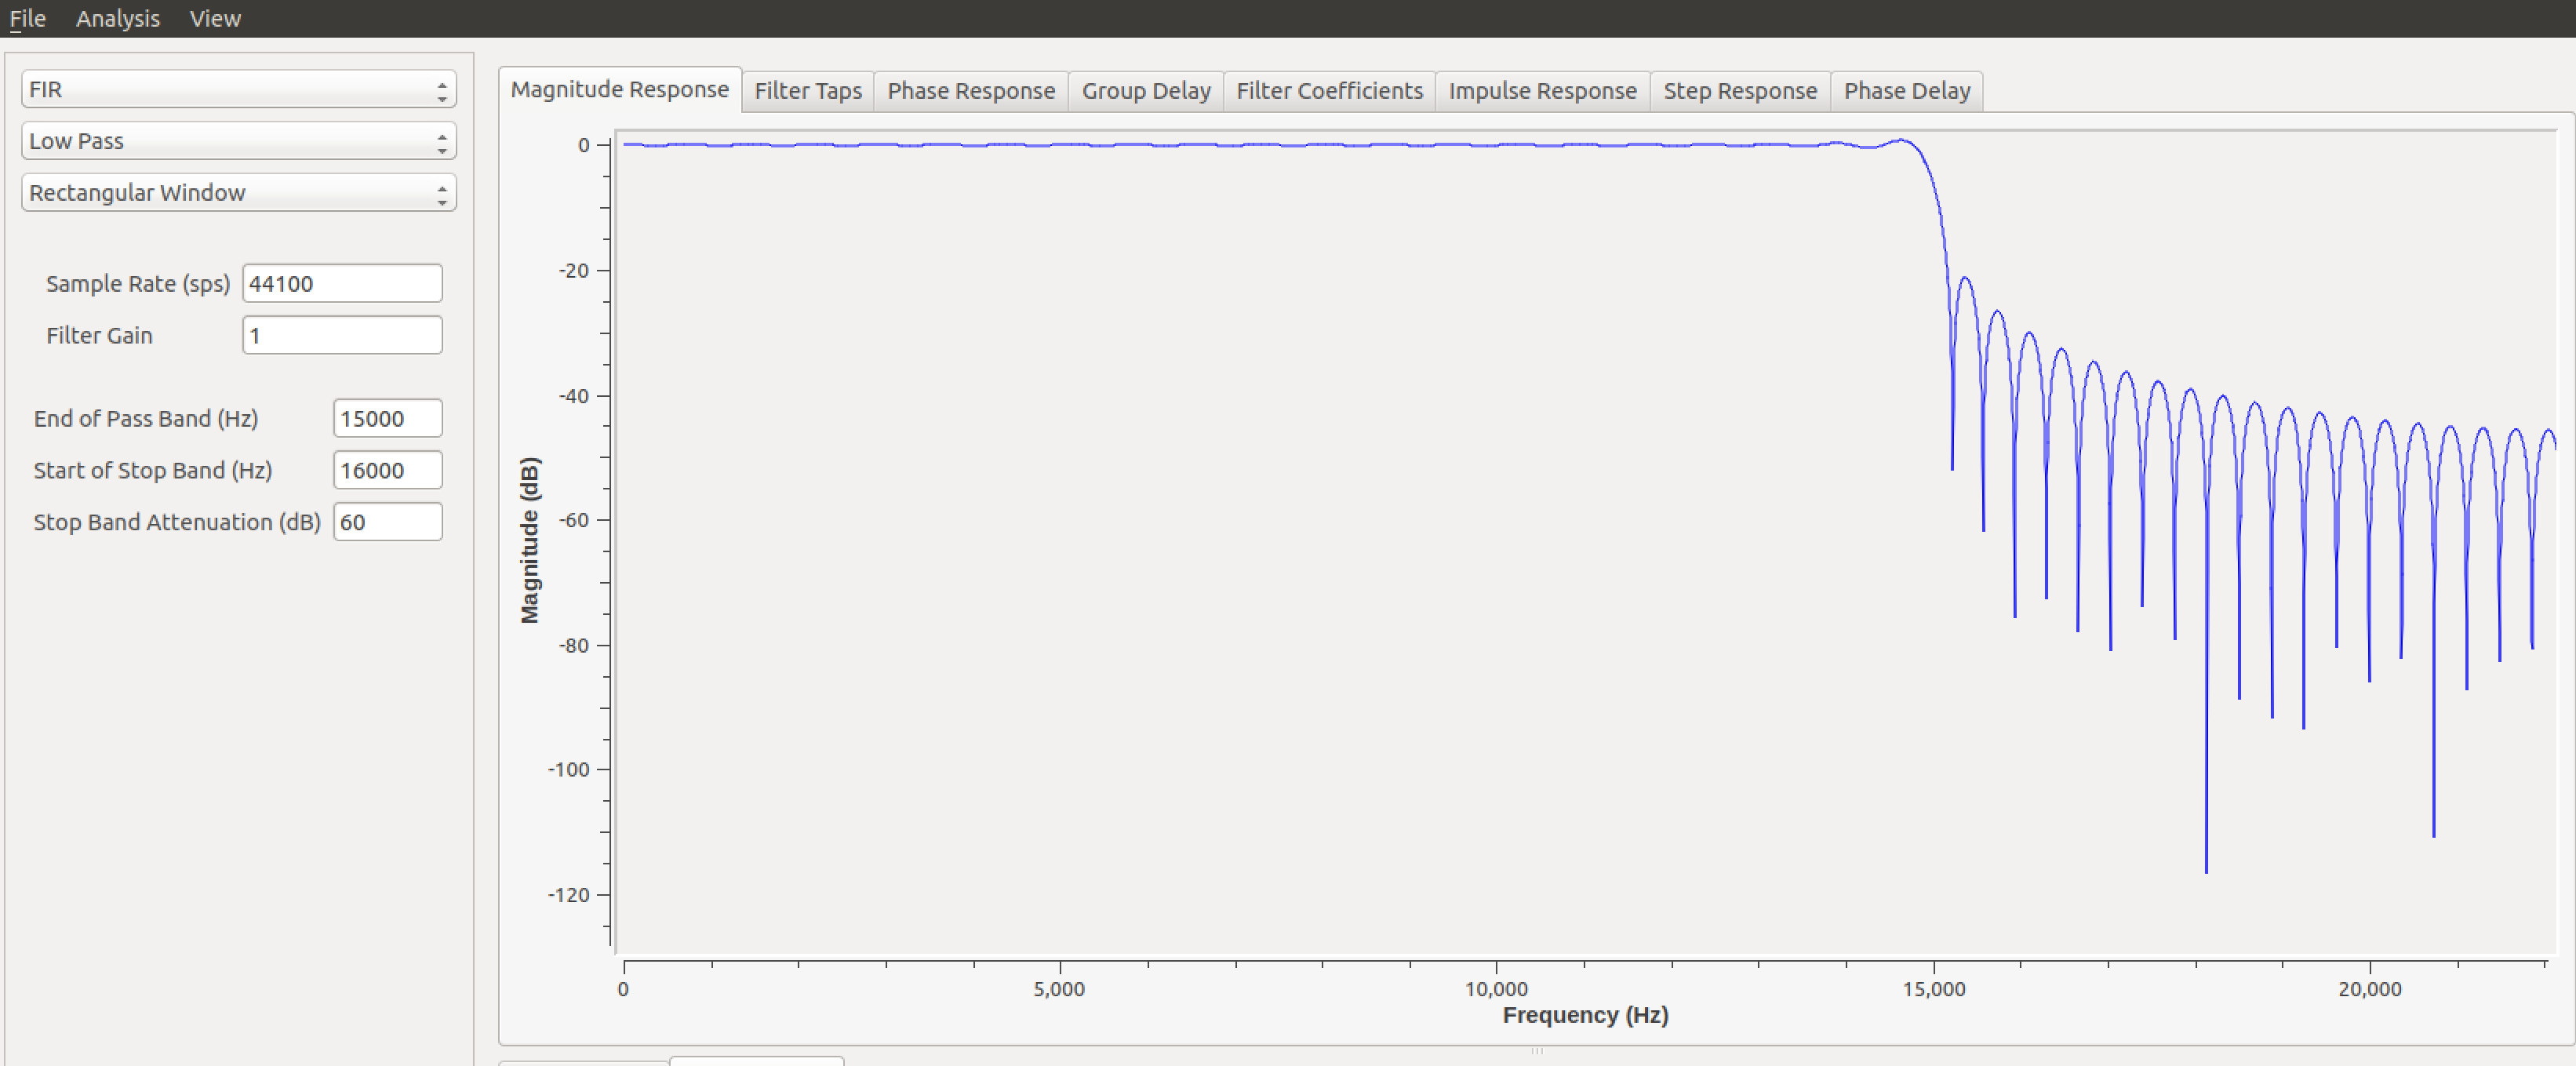 File Analysis View
FIR
Low Pass
Rectangular Window
Sample Rate (sps) 44100
Filter Gain 1
End of Pass Band (Hz) 15000
Start of Stop Band (Hz) 16000
Stop Band Attenuation (dB) 60
Magnitude Response Filter Taps Phase Response Group Delay Filter Coefficients Impulse Response Step Response Phase Delay
Magnitude (dB)
0
-20
-40
-60
-80
-100
-120
0 5,000 10,000 15,000 20,000
Frequency (Hz)